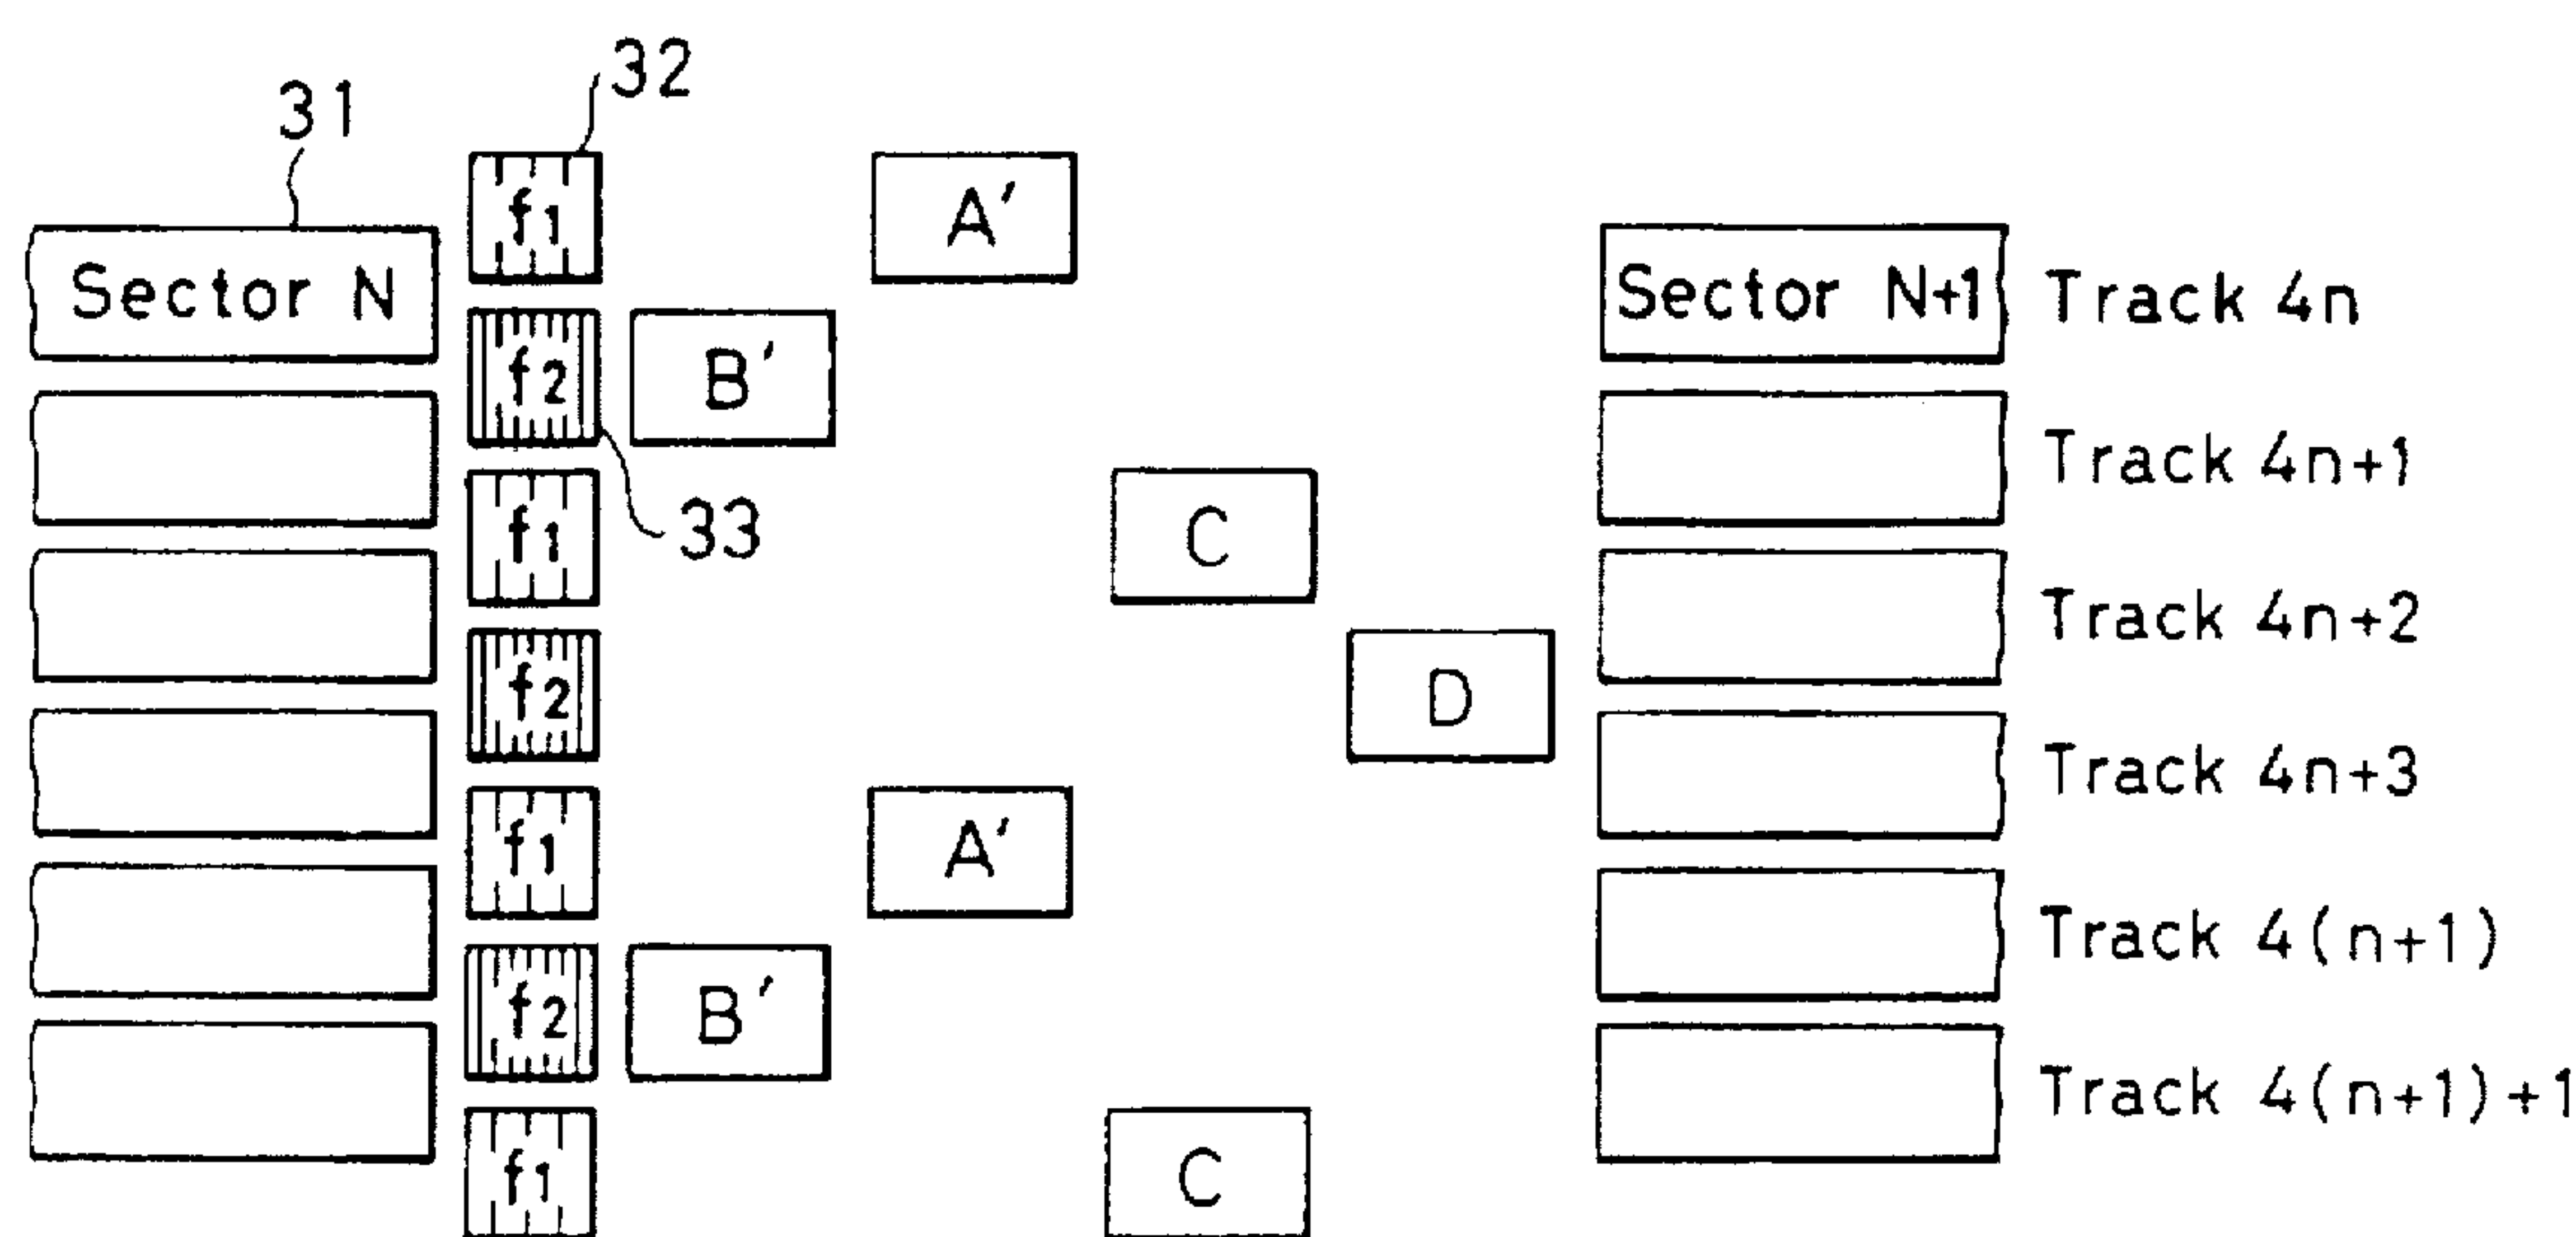 32
31
f1 A'
Sector N Sector N+1 Track 4n
f2 B'
Track 4n+1
33
f1 C
Track 4n+2
f2 D
Track 4n+3
f1 A'
Track 4(n+1)
f2 B'
Track 4(n+1)+1
f1 C